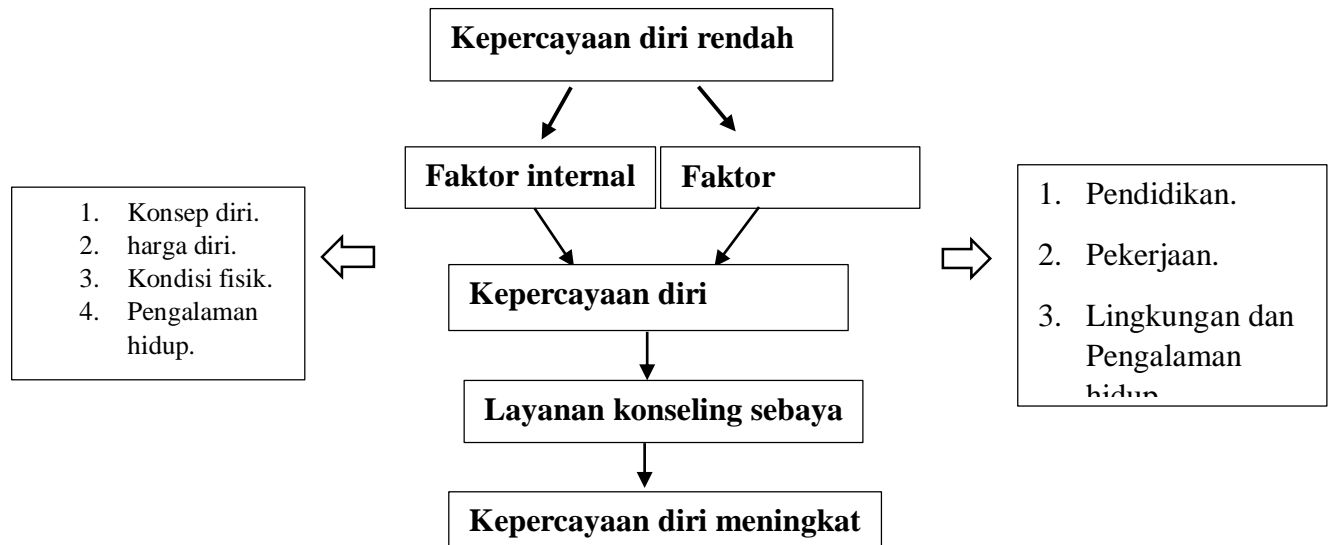 Kepercayaan diri rendah
Faktor internal
Faktor
1. Konsep diri.
2. harga diri.
3. Kondisi fisik.
4. Pengalaman
hidup.
1. Pendidikan.
2. Pekerjaan.
3. Lingkungan dan
Pengalaman
hidup
Kepercayaan diri
Layanan konseling sebaya
Kepercayaan diri meningkat